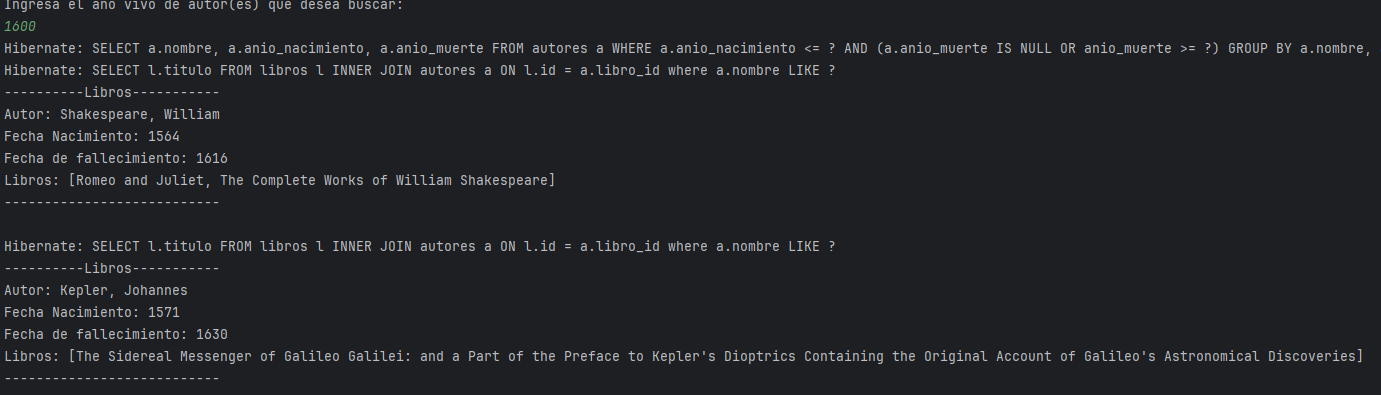 Ingresa el año vivo de autor(es) que desea buscar:
1600
Hibernate: SELECT a.nombre, a.anio_nacimiento, a.anio_muerte FROM autores a WHERE a.anio_nacimiento <= ? AND (a.anio_muerte IS NULL OR anio_muerte >= ?) GROUP BY a.nombre,
Hibernate: SELECT l.titulo FROM libros l INNER JOIN autores a ON l.id = a.libro_id where a.nombre LIKE ?
----------Libros-----------
Autor: Shakespeare, William
Fecha Nacimiento: 1564
Fecha de fallecimiento: 1616
Libros: [Romeo and Juliet, The Complete Works of William Shakespeare]
---------------------------
Hibernate: SELECT l.titulo FROM libros l INNER JOIN autores a ON l.id = a.libro_id where a.nombre LIKE ?
----------Libros-----------
Autor: Kepler, Johannes
Fecha Nacimiento: 1571
Fecha de fallecimiento: 1630
Libros: [The Sidereal Messenger of Galileo Galilei: and a Part of the Preface to Kepler's Dioptrics Containing the Original Account of Galileo's Astronomical Discoveries]
---------------------------